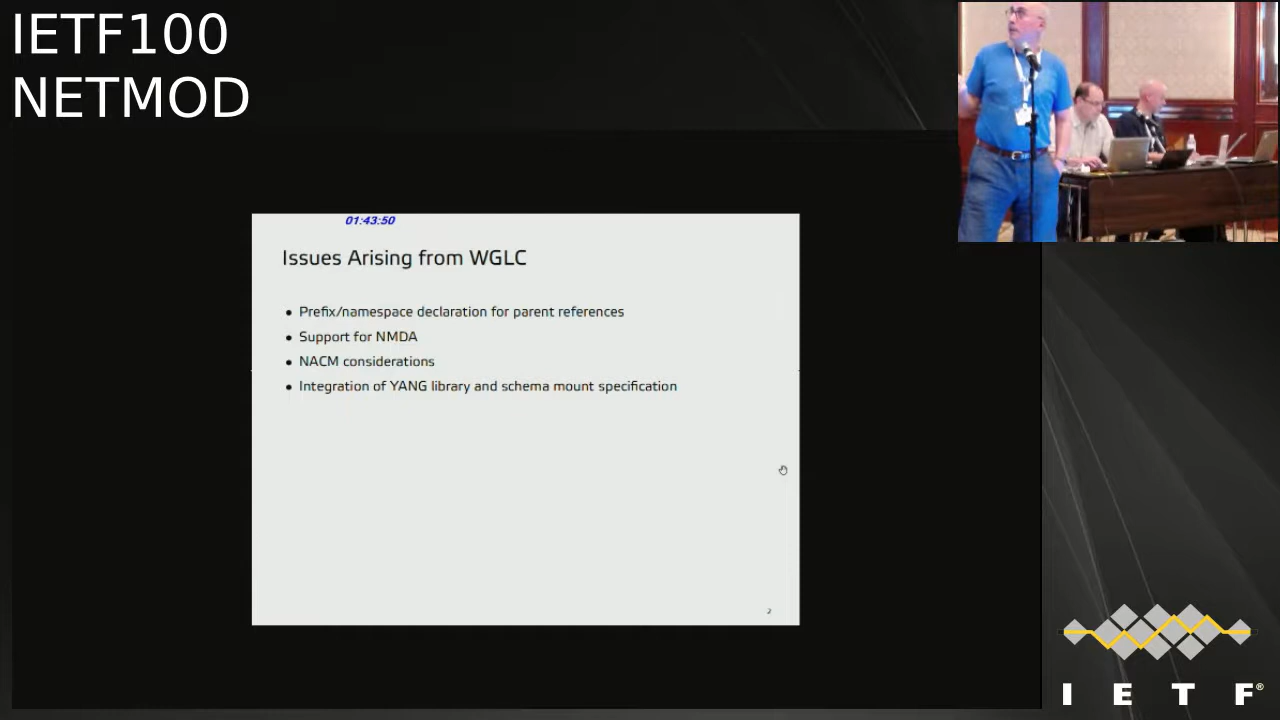 IETF100
NETMOD
01:43:50
Issues Arising from WGLC
• Prefix/namespace declaration for parent references
• Support for NMDA
• NACM considerations
• Integration of YANG library and schema mount specification
2
I E T F®